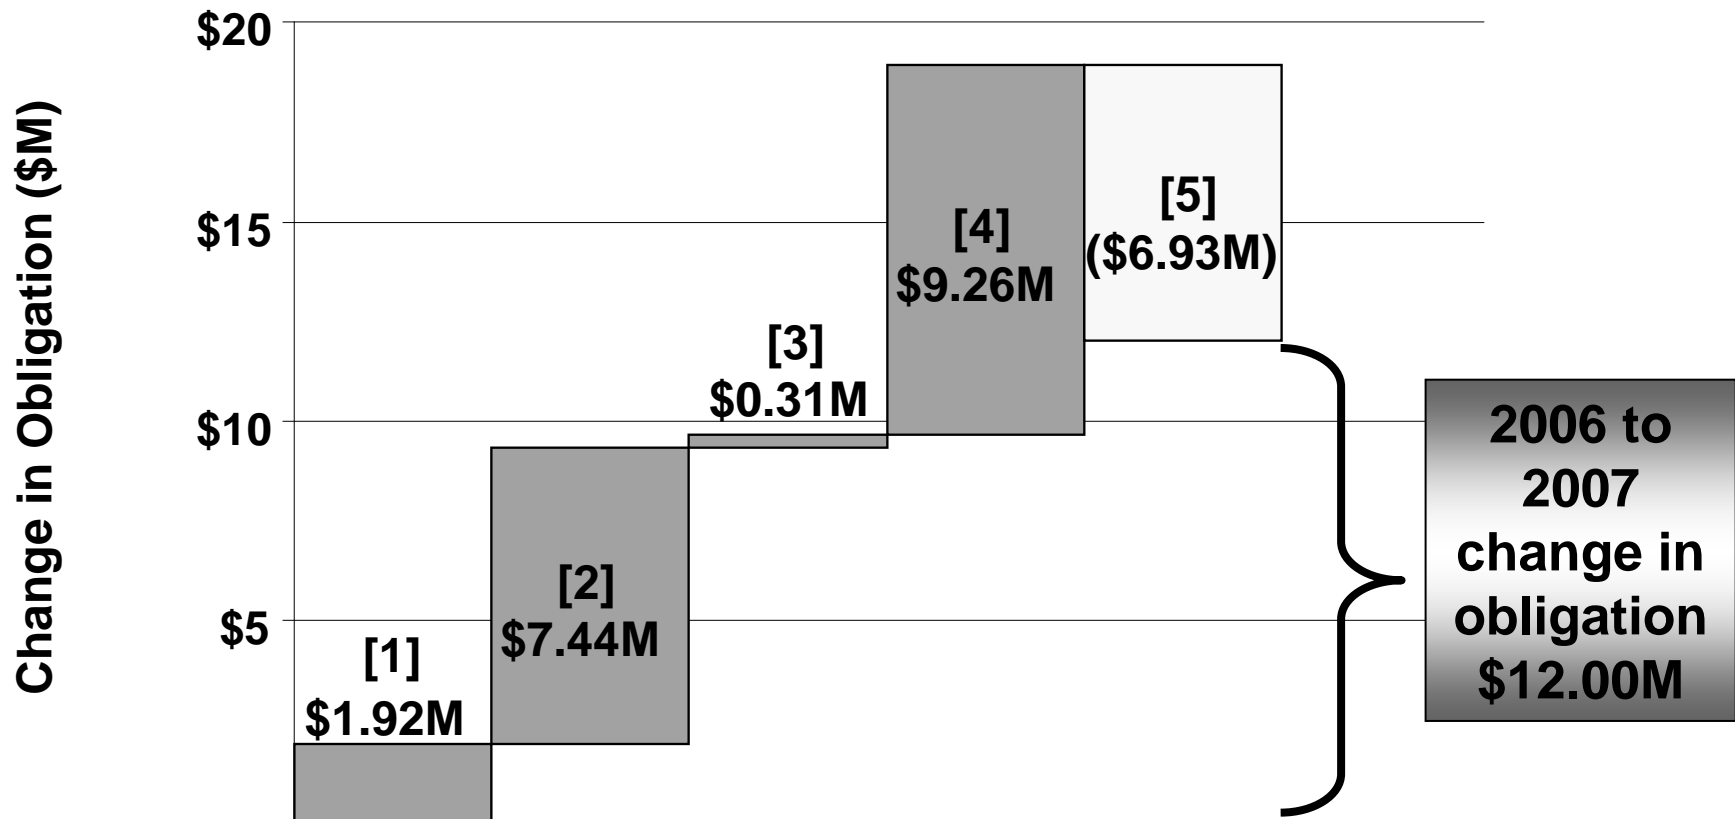 Change in Obligation ($M)
$20
$15
$10
$5
[1]
$1.92M
[2]
$7.44M
[3]
$0.31M
[4]
$9.26M
[5]
($6.93M)
2006 to
2007
change in
obligation
$12.00M